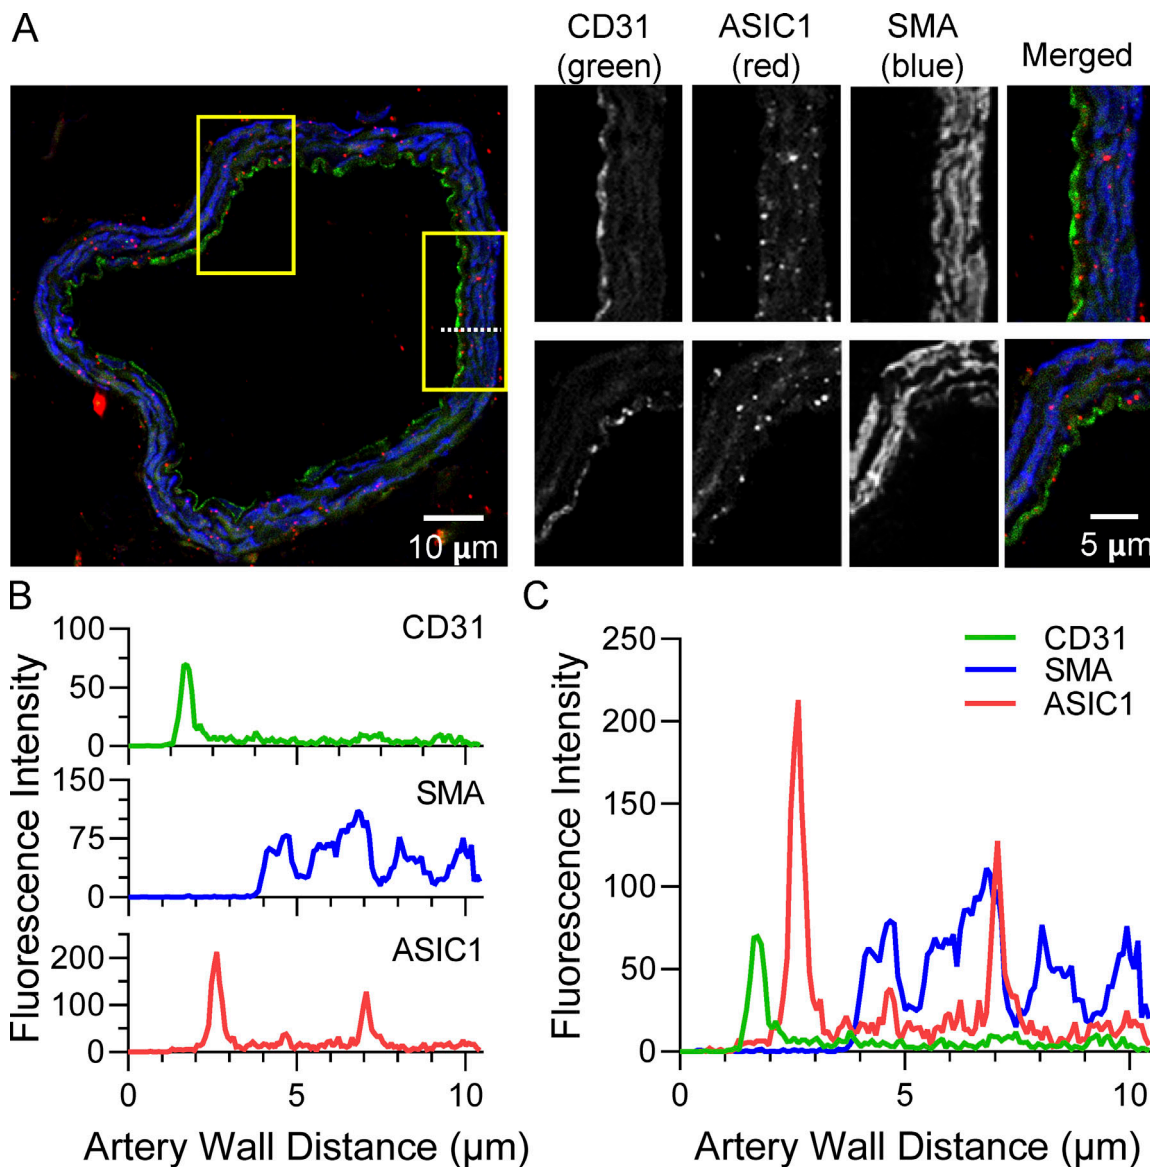 A
CD31
(green)
ASIC1
(red)
SMA
(blue)
Merged
10 μm
5 μm
B
Fluorescence Intensity
100
50
0
CD31
150
75
0
SMA
200
100
0
ASIC1
0 5 10
Artery Wall Distance (μm)
C
Fluorescence Intensity
250
200
150
100
50
0
CD31
SMA
ASIC1
0 5 10
Artery Wall Distance (μm)